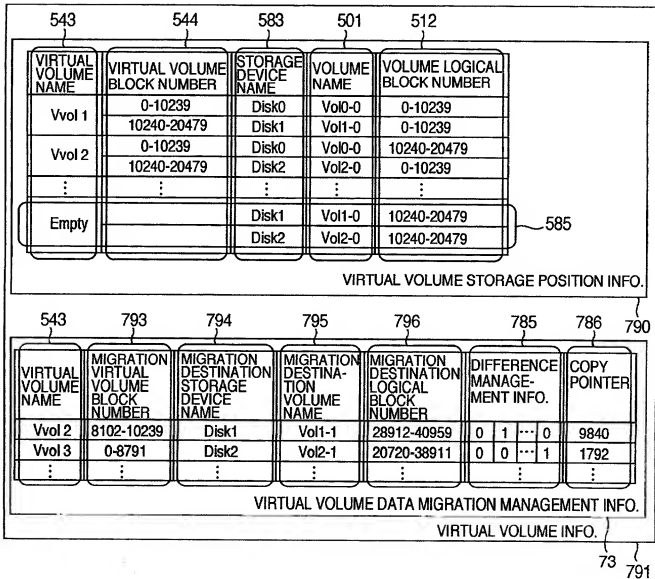 543 544 583 501 512
VIRTUAL VOLUME NAME VIRTUAL VOLUME BLOCK NUMBER STORAGE DEVICE NAME VOLUME NAME VOLUME LOGICAL BLOCK NUMBER
Vvol 1 0-10239 Disk0 Vol0-0 0-10239
10240-20479 Disk1 Vol1-0 0-10239
Vvol 2 0-10239 Disk0 Vol0-0 10240-20479
10240-20479 Disk2 Vol2-0 0-10239
Empty Disk1 Vol1-0 10240-20479
Disk2 Vol2-0 10240-20479
585
VIRTUAL VOLUME STORAGE POSITION INFO.
790
543 793 794 795 796 785 786
VIRTUAL VOLUME NAME MIGRATION VIRTUAL VOLUME BLOCK NUMBER MIGRATION DESTINATION STORAGE DEVICE NAME MIGRATION DESTINA-TION VOLUME NAME MIGRATION DESTINATION LOGICAL BLOCK NUMBER DIFFERENCE MANAGE-MENT INFO. COPY POINTER
Vvol 2 8102-10239 Disk1 Vol1-1 28912-40959 0 1 ... 0 9840
Vvol 3 0-8791 Disk2 Vol2-1 20720-38911 0 0 ... 1 1792
VIRTUAL VOLUME DATA MIGRATION MANAGEMENT INFO.
VIRTUAL VOLUME INFO.
73 791